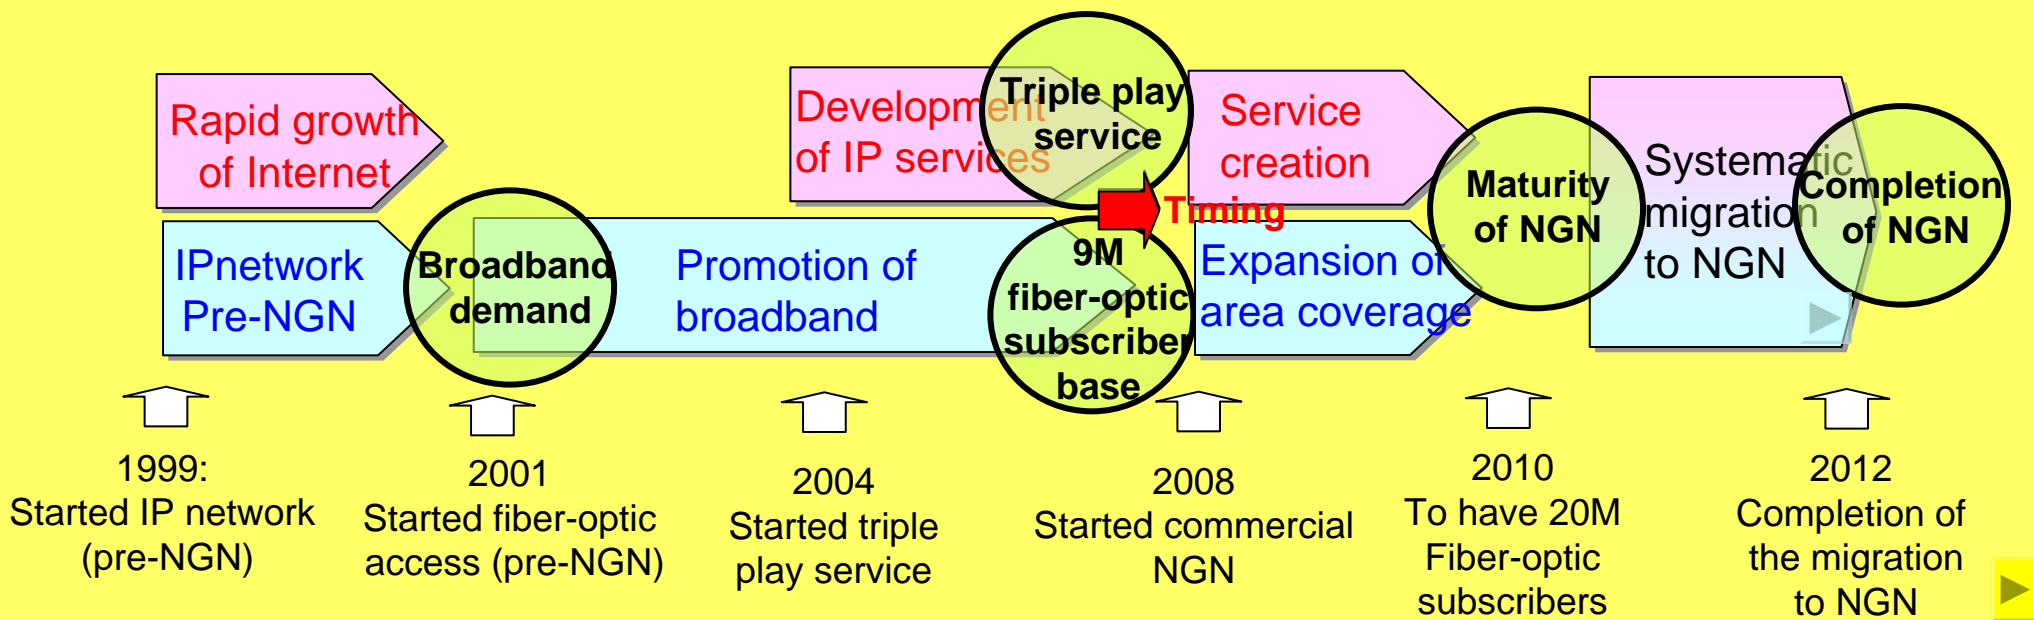 Rapid growth
of Internet
IPnetwork
Pre-NGN
Broadband
demand
Development
of IP services
Promotion of
broadband
Triple play
service
Timing
9M
fiber-optic
subscriber
base
Service
creation
Expansion of
area coverage
Maturity
of NGN
Systematic
migration
to NGN
Completion
of NGN
1999:
Started IP network
(pre-NGN)
2001
Started fiber-optic
access (pre-NGN)
2004
Started triple
play service
2008
Started commercial
NGN
2010
To have 20M
Fiber-optic
subscribers
2012
Completion of
the migration
to NGN